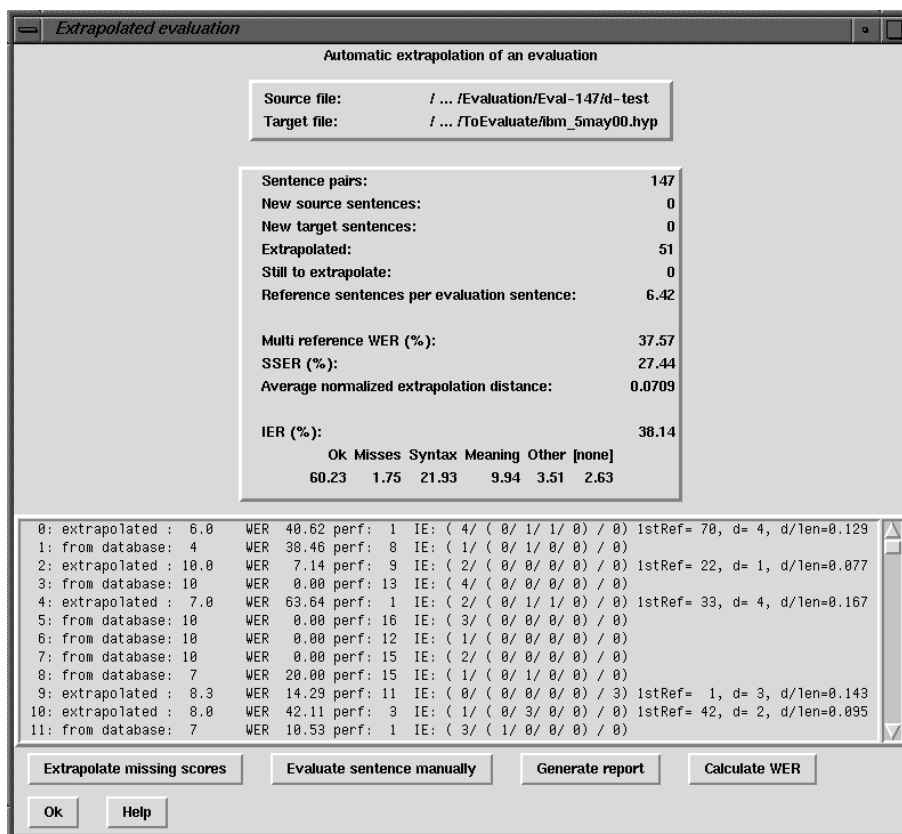 Extrapolated evaluation
Automatic extrapolation of an evaluation
Source file: / ... /Evaluation/Eval-147/d-test
Target file: / ... /ToEvaluate/ibm_5may00.hyp
Sentence pairs: 147
New source sentences: 0
New target sentences: 0
Extrapolated: 51
Still to extrapolate: 0
Reference sentences per evaluation sentence: 6.42
Multi reference WER (%): 37.57
SSER (%): 27.44
Average normalized extrapolation distance: 0.0709
IER (%): 38.14
Ok Misses Syntax Meaning Other [none]
60.23 1.75 21.93 9.94 3.51 2.63
0: extrapolated : 6.0 WER 40.62 perf: 1 IE: ( 4/ ( 0/ 1/ 1/ 0) / 0) 1stRef= 70, d= 4, d/len=0.129
1: from database: 4 WER 38.46 perf: 8 IE: ( 1/ ( 0/ 1/ 0/ 0) / 0)
2: extrapolated : 10.0 WER 7.14 perf: 9 IE: ( 2/ ( 0/ 0/ 0/ 0) / 0) 1stRef= 22, d= 1, d/len=0.077
3: from database: 10 WER 0.00 perf: 13 IE: ( 4/ ( 0/ 0/ 0/ 0) / 0)
4: extrapolated : 7.0 WER 63.64 perf: 1 IE: ( 2/ ( 0/ 1/ 1/ 0) / 0) 1stRef= 33, d= 4, d/len=0.167
5: from database: 10 WER 0.00 perf: 16 IE: ( 3/ ( 0/ 0/ 0/ 0) / 0)
6: from database: 10 WER 0.00 perf: 12 IE: ( 1/ ( 0/ 0/ 0/ 0) / 0)
7: from database: 10 WER 0.00 perf: 15 IE: ( 2/ ( 0/ 0/ 0/ 0) / 0)
8: from database: 7 WER 20.00 perf: 15 IE: ( 1/ ( 0/ 1/ 0/ 0) / 0)
9: extrapolated : 8.3 WER 14.29 perf: 11 IE: ( 0/ ( 0/ 0/ 0/ 0) / 3) 1stRef= 1, d= 3, d/len=0.143
10: extrapolated : 8.0 WER 42.11 perf: 3 IE: ( 1/ ( 0/ 3/ 0/ 0) / 0) 1stRef= 42, d= 2, d/len=0.095
11: from database: 7 WER 10.53 perf: 1 IE: ( 3/ ( 1/ 0/ 0/ 0) / 0)
Extrapolate missing scores Evaluate sentence manually Generate report Calculate WER
Ok Help